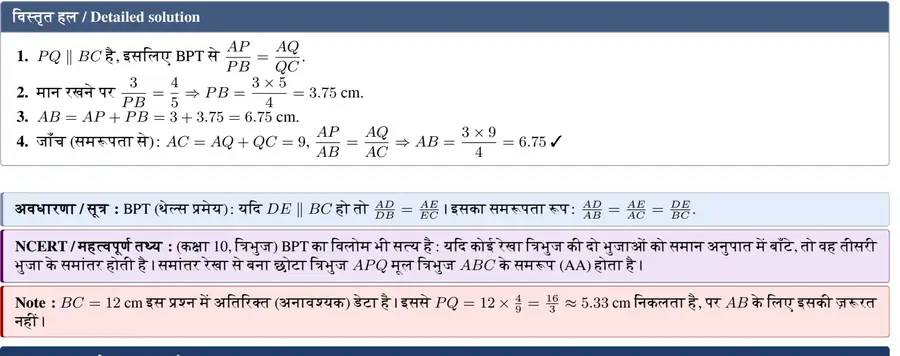 विस्तृत हल / Detailed solution
1. PQ ∥ BC है, इसलिए BPT से AP/PB = AQ/QC.
2. मान रखने पर 3/PB = 4/5 ⇒ PB = (3 × 5)/4 = 3.75 cm.
3. AB = AP + PB = 3 + 3.75 = 6.75 cm.
4. जाँच (समरूपता से): AC = AQ + QC = 9, AP/AB = AQ/AC ⇒ AB = (3 × 9)/4 = 6.75 ✓
अवधारणा / सूत्र : BPT (थेल्स प्रमेय): यदि DE ∥ BC हो तो AD/DB = AE/EC। इसका समरूपता रूप: AD/AB = AE/AC = DE/BC.
NCERT / महत्वपूर्ण तथ्य : (कक्षा 10, त्रिभुज) BPT का विलोम भी सत्य है: यदि कोई रेखा त्रिभुज की दो भुजाओं को समान अनुपात में बाँटे, तो वह तीसरी
भुजा के समांतर होती है। समांतर रेखा से बना छोटा त्रिभुज APQ मूल त्रिभुज ABC के समरूप (AA) होता है।
Note : BC = 12 cm इस प्रश्न में अतिरिक्त (अनावश्यक) डेटा है। इससे PQ = 12 × 4/9 = 16/3 ≈ 5.33 cm निकलता है, पर AB के लिए इसकी ज़रूरत
नहीं।